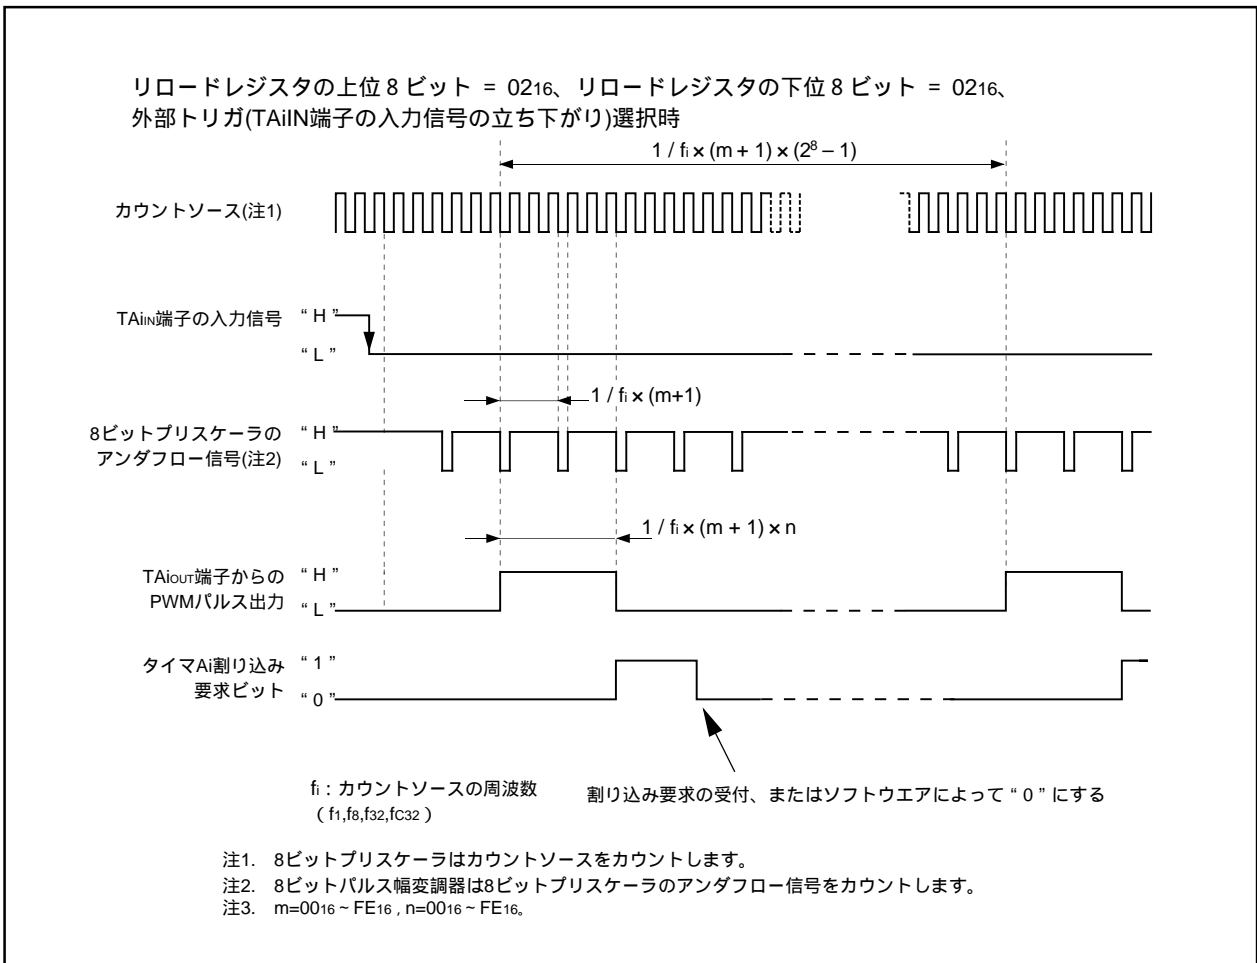 リロードレジスタの上位 8 ビット = 0216、リロードレジスタの下位 8 ビット = 0216、
外部トリガ(TAiIN端子の入力信号の立ち下がり)選択時
1 / fi × (m + 1) × (2⁸ – 1)
カウントソース(注1)
TAiIN端子の入力信号
“ H ”
“ L ”
1 / fi × (m+1)
8ビットプリスケーラの
アンダフロー信号(注2)
“ H ”
“ L ”
1 / fi × (m + 1) × n
TAiOUT端子からの
PWMパルス出力
“ H ”
“ L ”
タイマAi割り込み
要求ビット
“ 1 ”
“ 0 ”
fi : カウントソースの周波数
( f1,f8,f32,fC32 )
割り込み要求の受付、またはソフトウエアによって “ 0 ” にする
注1. 8ビットプリスケーラはカウントソースをカウントします。
注2. 8ビットパルス幅変調器は8ビットプリスケーラのアンダフロー信号をカウントします。
注3. m=0016 ~ FE16 , n=0016 ~ FE16。